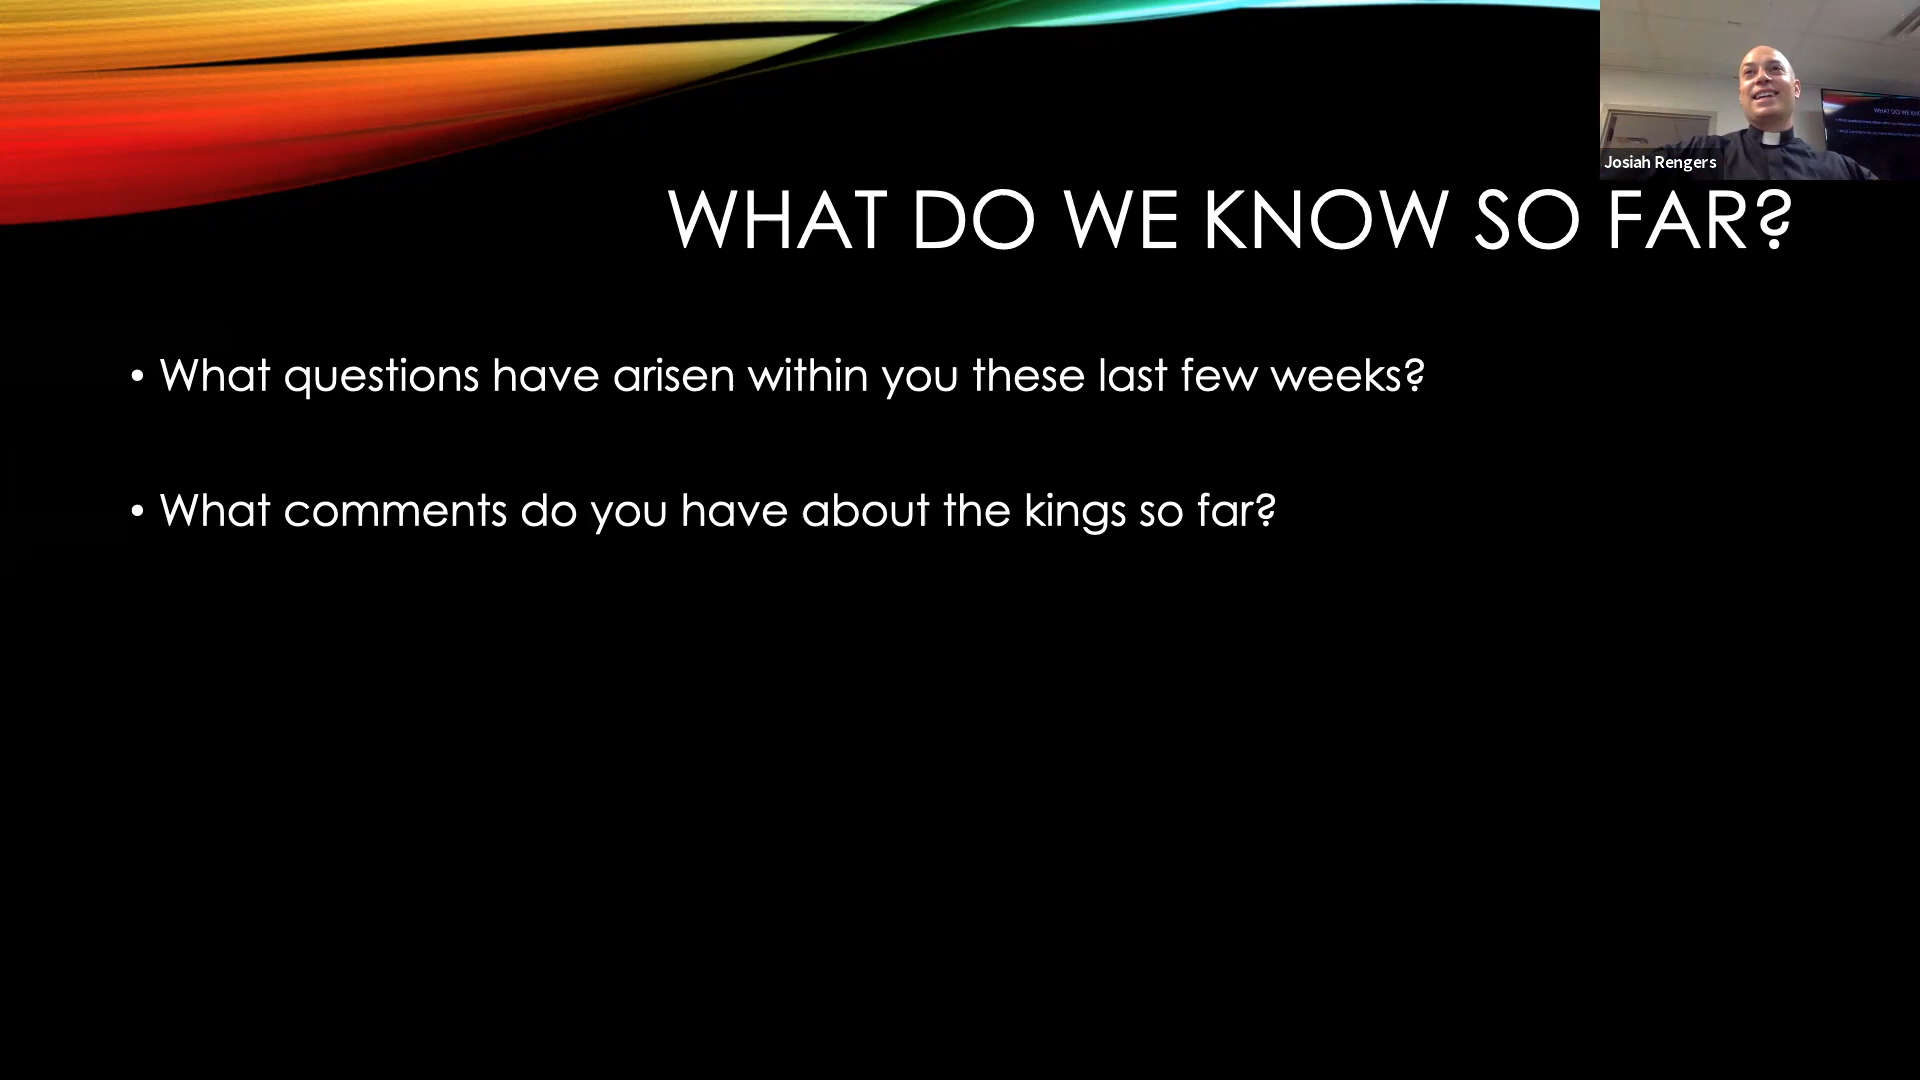 Josiah Rengers
WHAT DO WE KNOW SO FAR?
• What questions have arisen within you these last few weeks?
• What comments do you have about the kings so far?